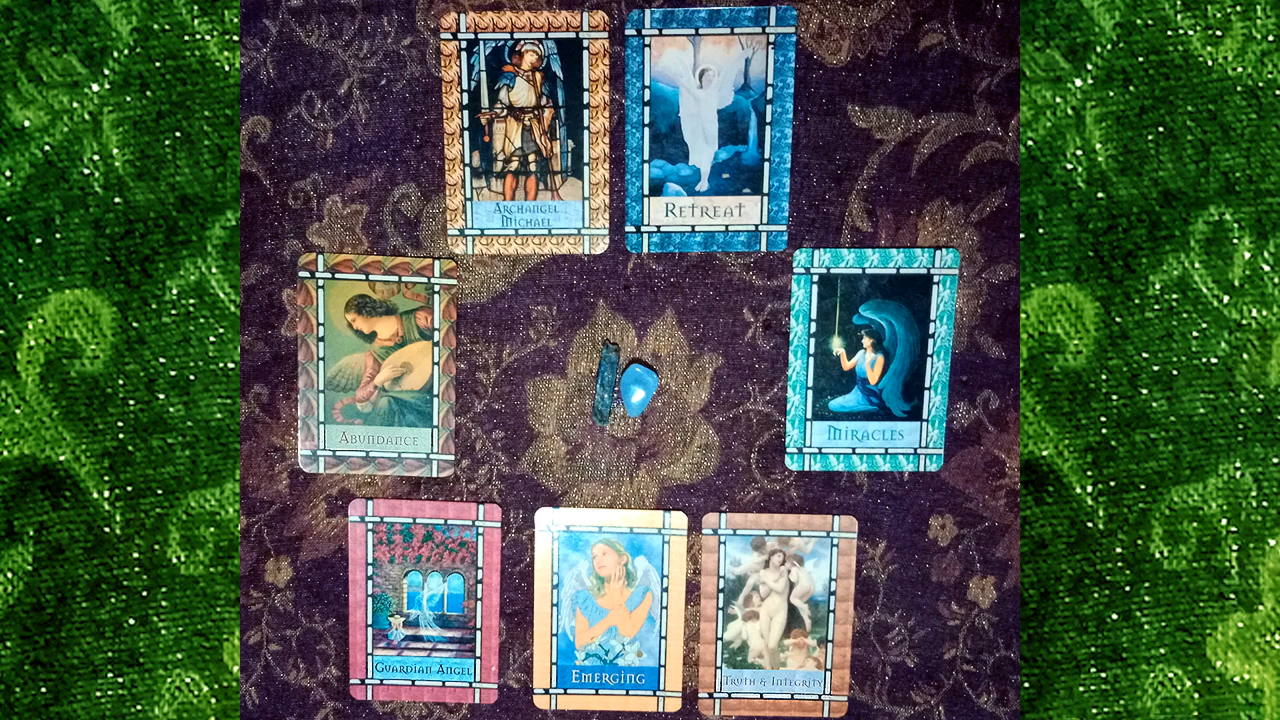 ARCHANGEL
MICHAEL
RETREAT
ABUNDANCE
MIRACLES
GUARDIAN ANGEL
EMERGING
TRUTH & INTEGRITY